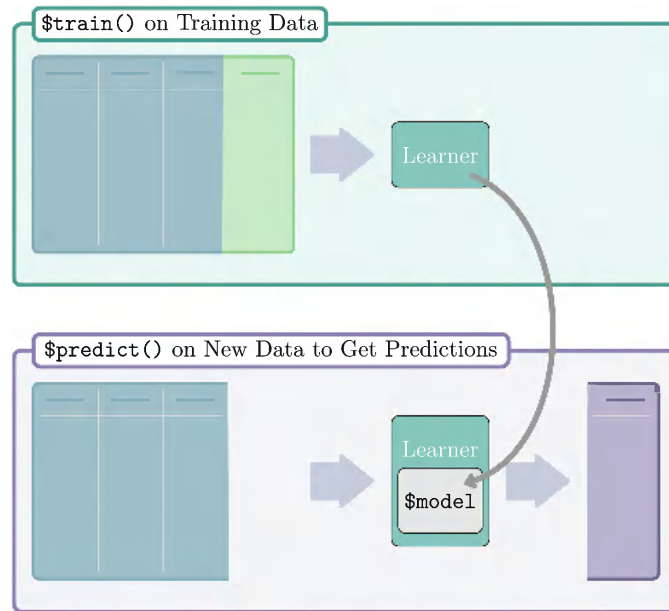 $train() on Training Data
Learner
$predict() on New Data to Get Predictions
Learner
$model